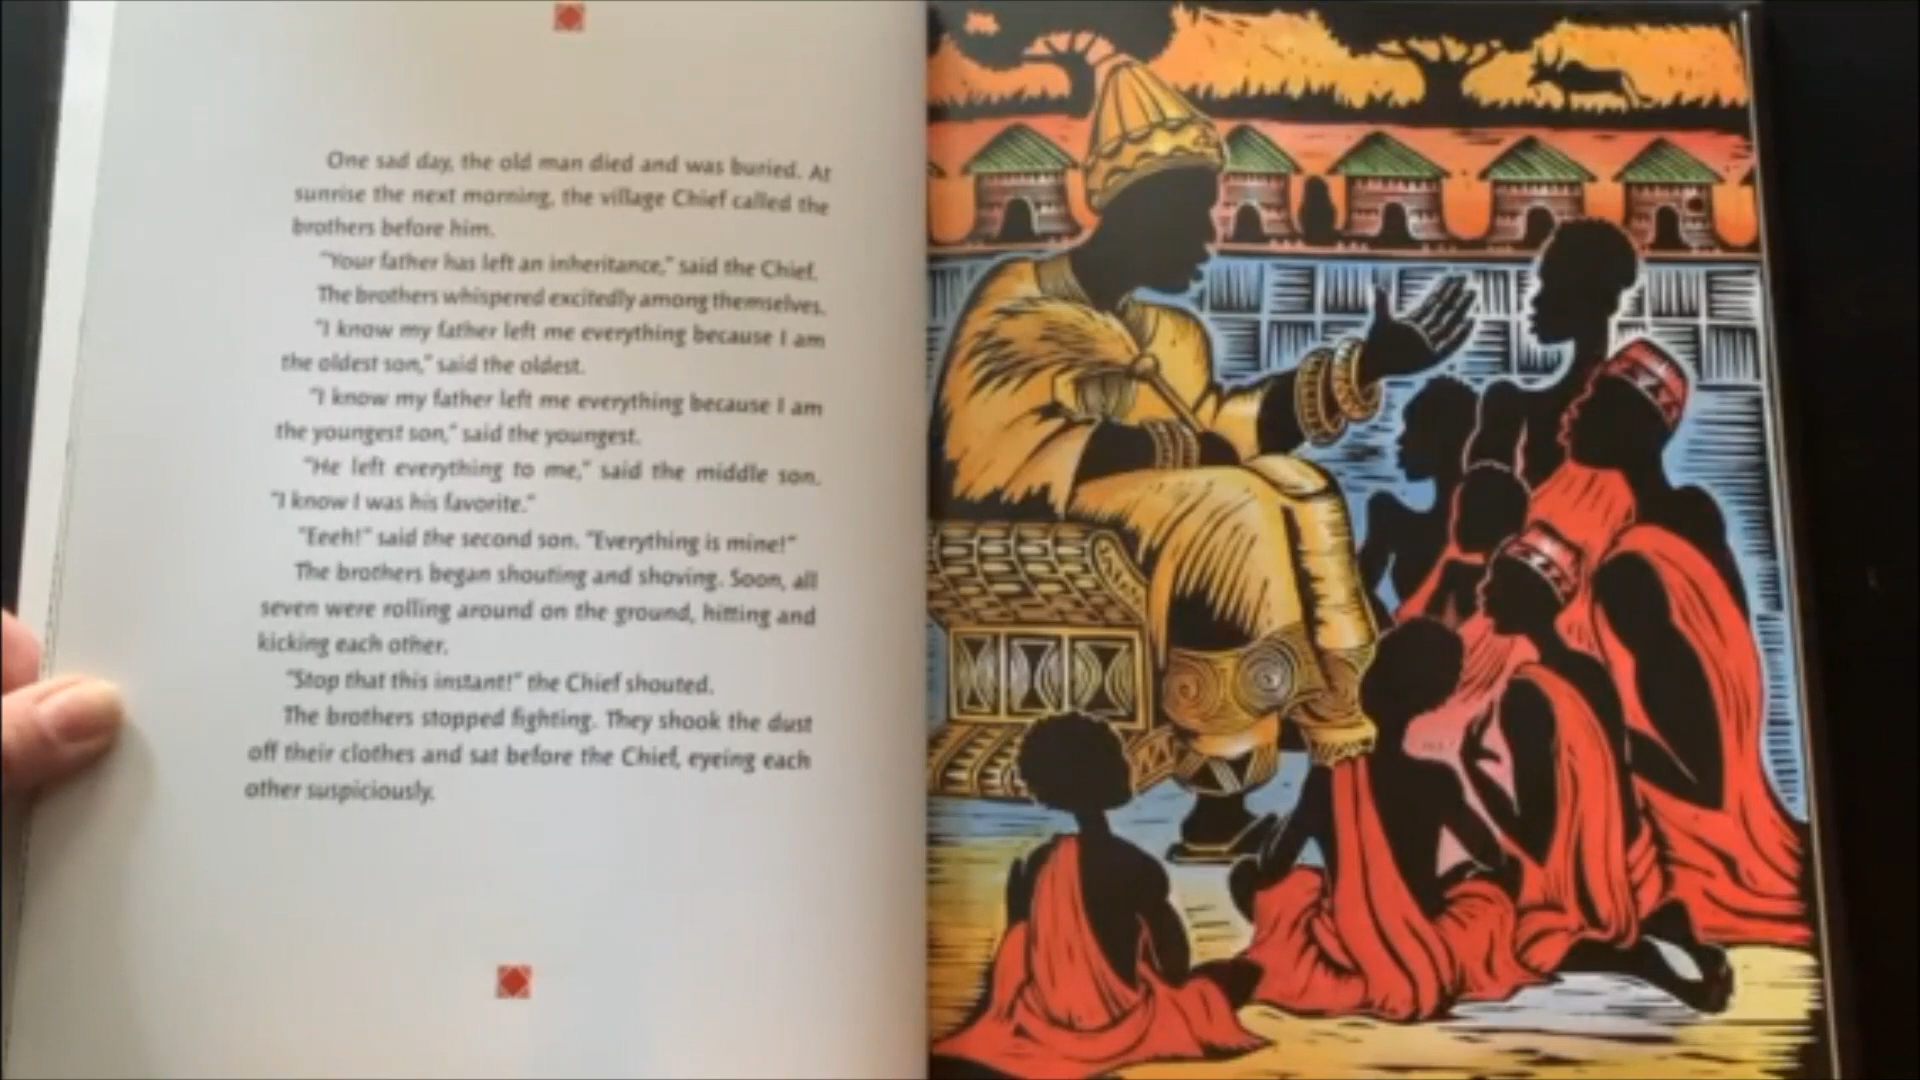 One sad day, the old man died and was buried. At
sunrise the next morning, the village Chief called the
brothers before him.
"Your father has left an inheritance," said the Chief.
The brothers whispered excitedly among themselves.
"I know my father left me everything because I am
the oldest son," said the oldest.
"I know my father left me everything because I am
the youngest son," said the youngest.
"He left everything to me," said the middle son.
"I know I was his favorite."
"Eeeh!" said the second son. "Everything is mine!"
The brothers began shouting and shoving. Soon, all
seven were rolling around on the ground, hitting and
kicking each other.
"Stop that this instant!" the Chief shouted.
The brothers stopped fighting. They shook the dust
off their clothes and sat before the Chief, eyeing each
other suspiciously.